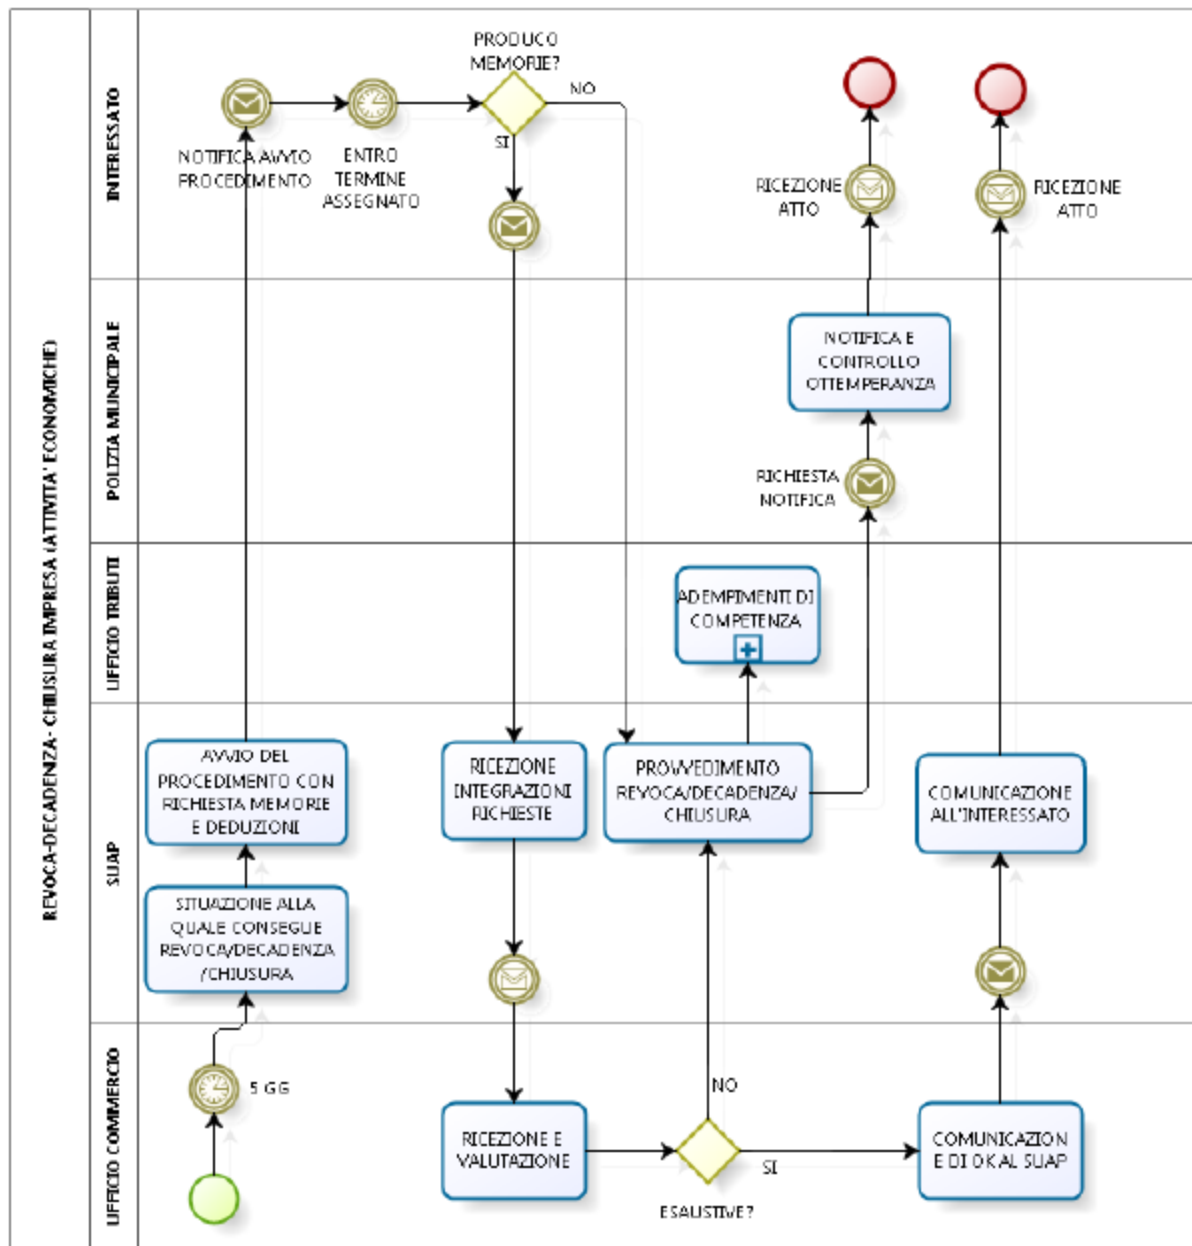 REVOCA-DECADENZA - CHIUSURA IMPRESA (ATTIVITA' ECONOMICHE)
INTERESSATO
PRODUCO
MEMORIE?
NO
SI
NOTIFICA AVVIO
PROCEDIMENTO
ENTRO
TERMINE
ASSEGNATO
RICEZIONE
ATTO
RICEZIONE
ATTO
POLIZIA MUNICIPALE
NOTIFICA E
CONTROLLO
OTTEMPERANZA
RICHIESTA
NOTIFICA
UFFICIO TRIBUTI
ADEMPIMENTI DI
COMPETENZA
SUAP
AVVIO DEL
PROCEDIMENTO CON
RICHIESTA MEMORIE
E DEDUZIONI
SITUAZIONE ALLA
QUALE CONSEGUE
REVOCA/DECADENZA
/CHIUSURA
RICEZIONE
INTEGRAZIONI
RICHIESTE
PROVVEDIMENTO
REVOCA/DECADENZA/
CHIUSURA
COMUNICAZIONE
ALL'INTERESSATO
UFFICIO COMMERCIO
5 GG
RICEZIONE E
VALUTAZIONE
NO
SI
ESAUSTIVE?
COMUNICAZION
E DI OK AL SUAP